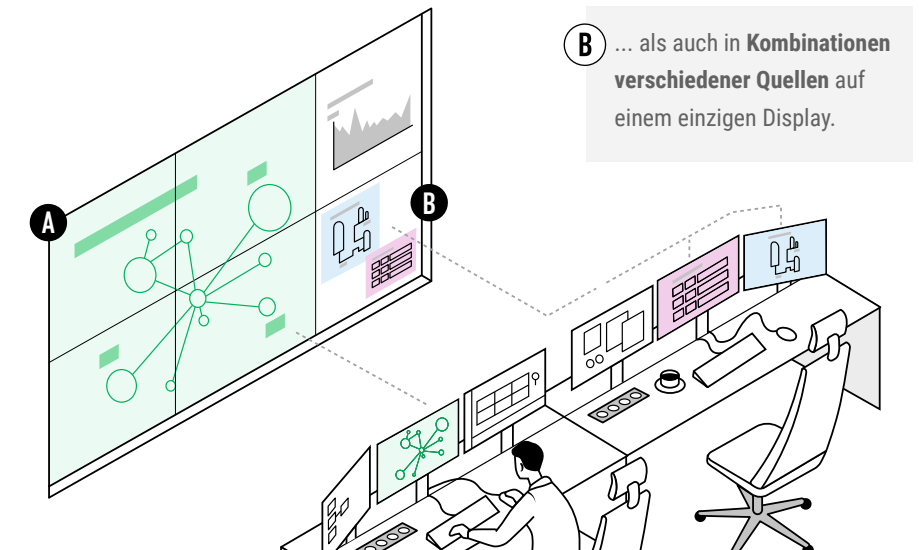 B ... als auch in Kombinationen
verschiedener Quellen auf
einem einzigen Display.
A
B